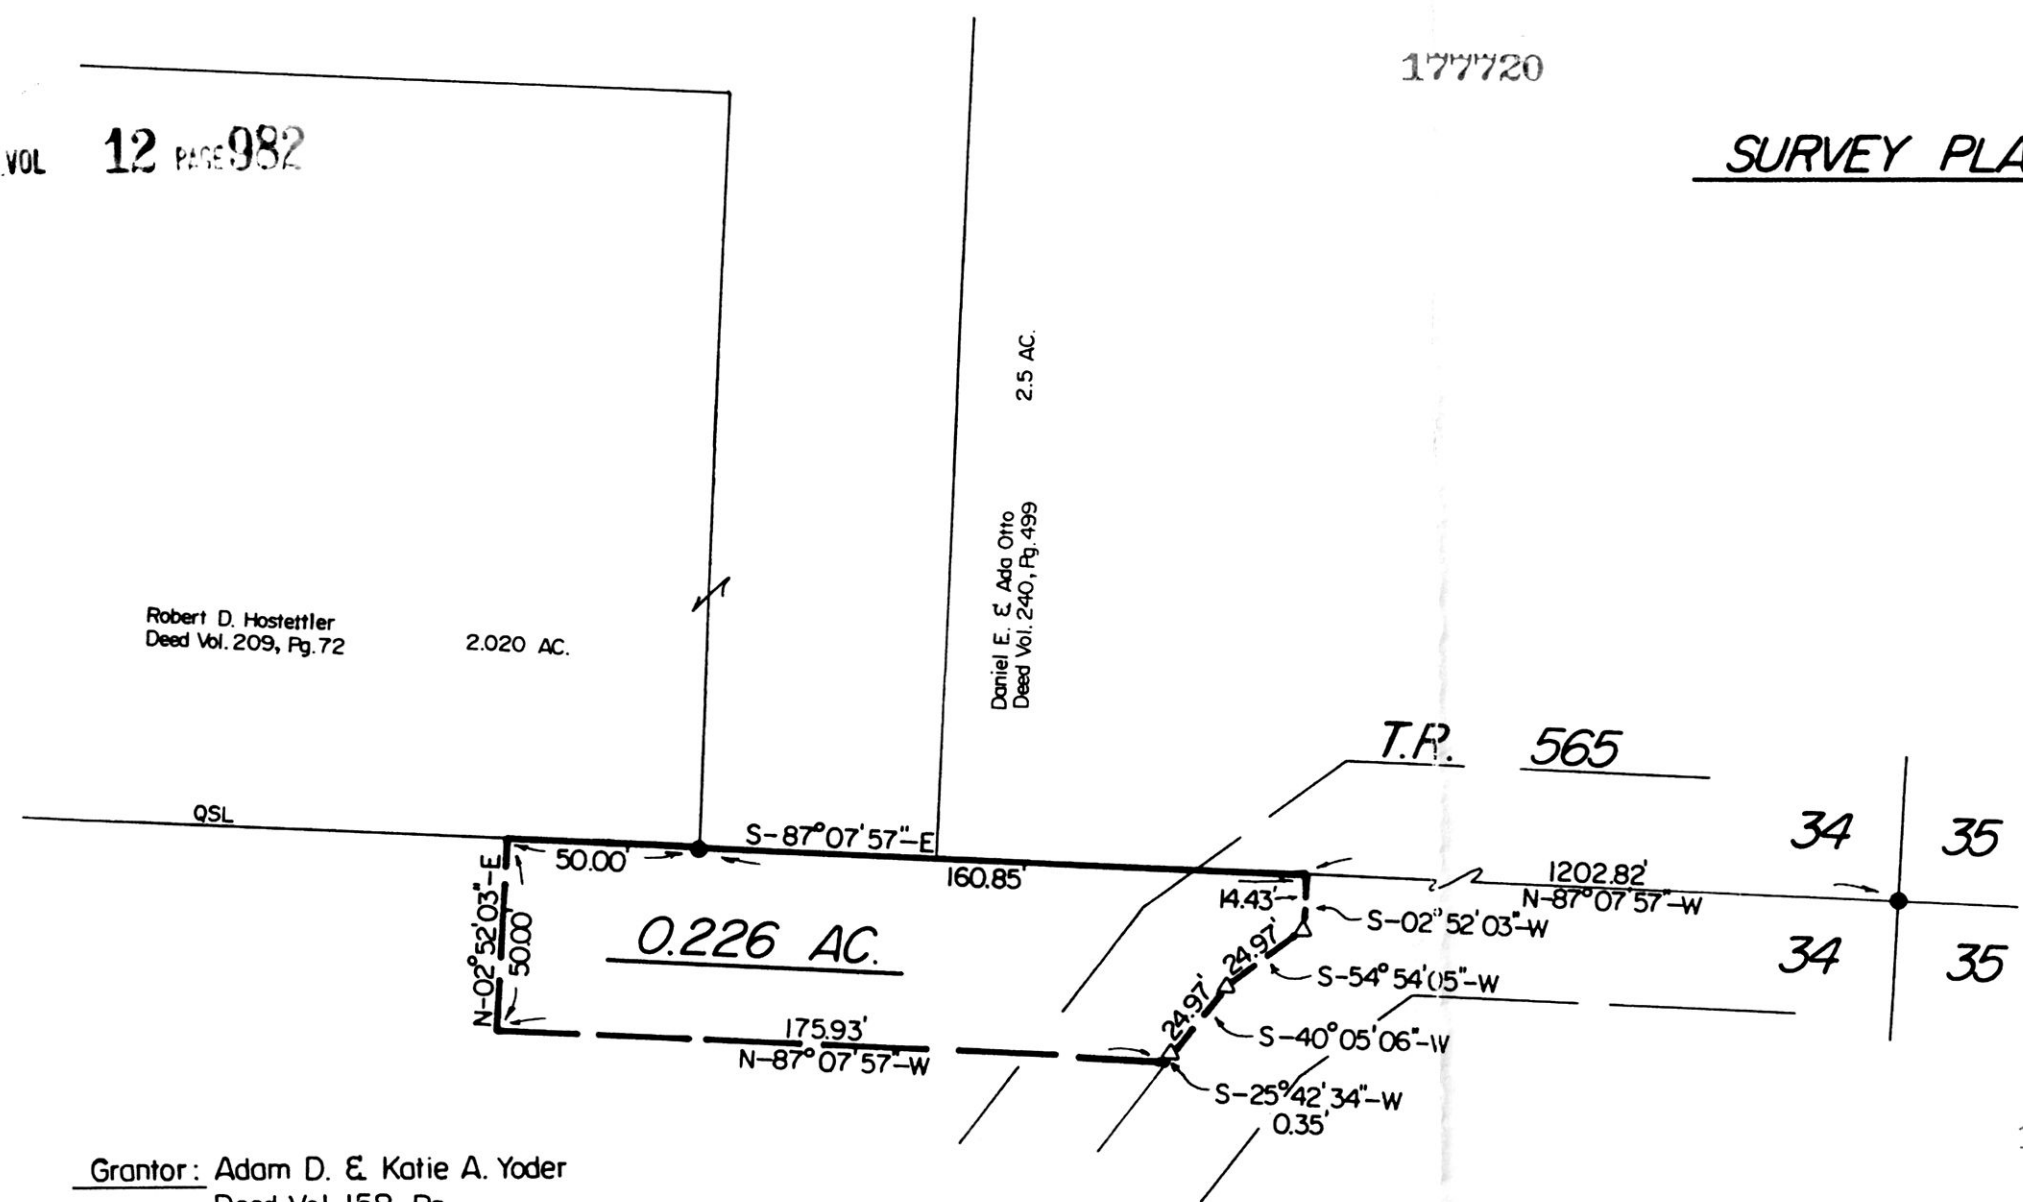 177720
VOL 12 PAGE 982
SURVEY PLA
2.5 AC.
Daniel E. & Ada Otto
Deed Vol. 240, Pg. 499
Robert D. Hostettler
Deed Vol. 209, Pg. 72
2.020 AC.
T.R. 565
QSL
S-87°07'57"-E
50.00'
160.85'
34
35
1202.82'
N-87°07'57"-W
14.43'
S-02°52'03"-W
N-02°52'03"-E
50.00'
0.226 AC.
24.97'
S-54°54'05"-W
34
35
24.97'
S-40°05'06"-W
175.93'
N-87°07'57"-W
S-25°42'34"-W
0.35'
Grantor: Adam D. & Katie A. Yoder
Deed Vol. 158, Pg.